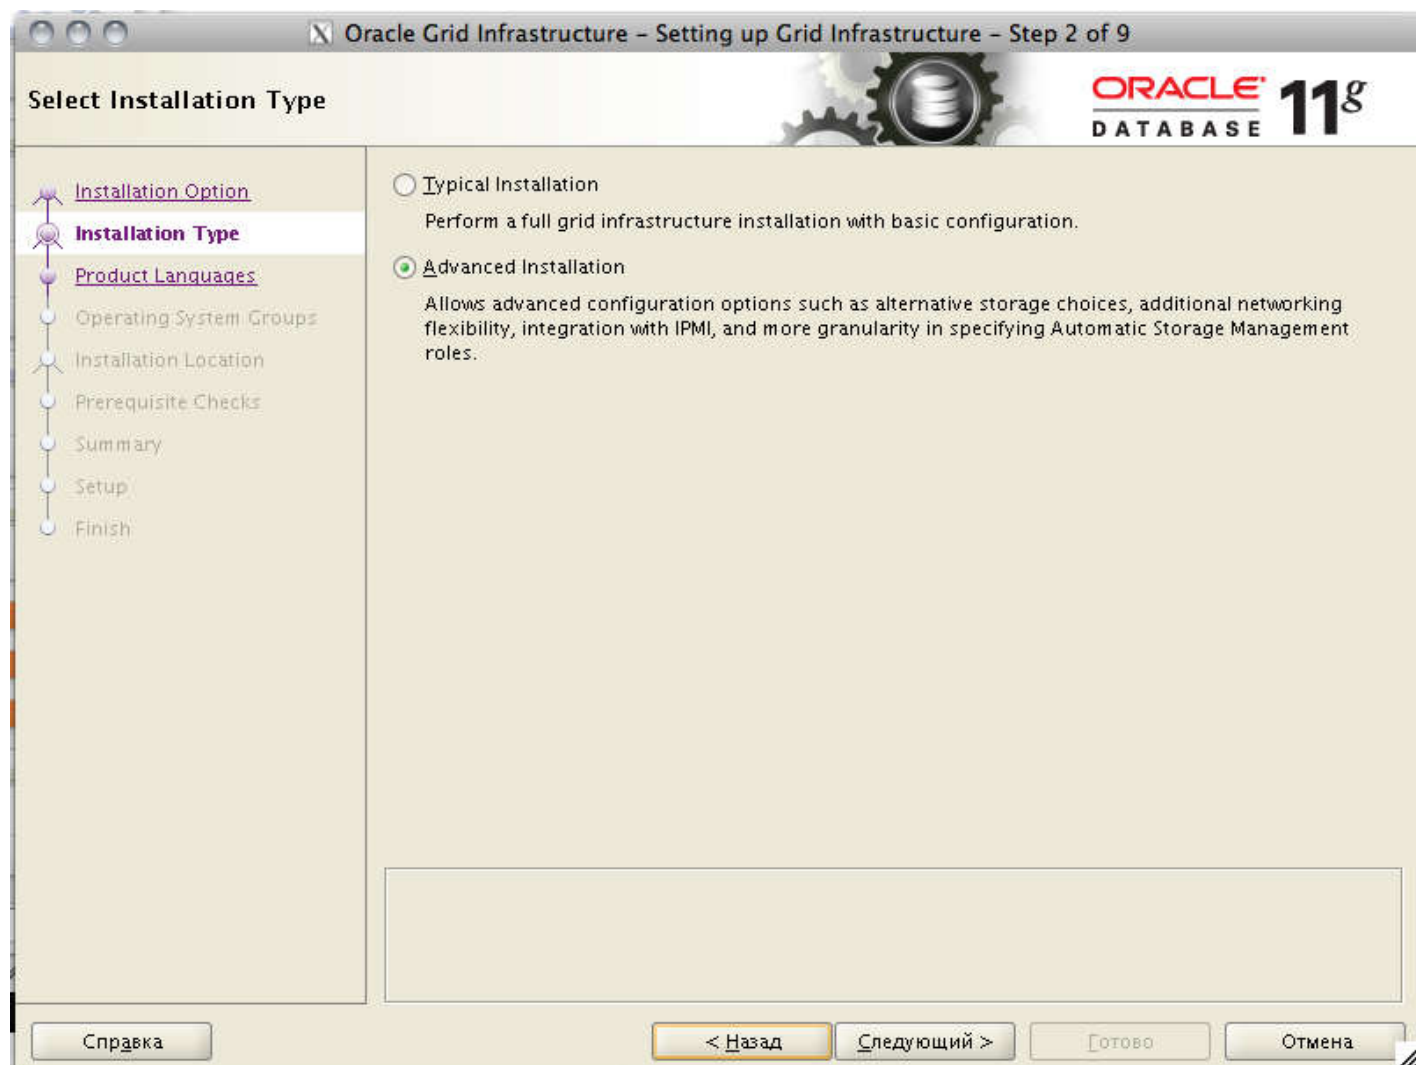 Oracle Grid Infrastructure – Setting up Grid Infrastructure – Step 2 of 9
Select Installation Type
ORACLE 11g
DATABASE
Installation Option
Installation Type
Product Languages
Operating System Groups
Installation Location
Prerequisite Checks
Summary
Setup
Finish
Typical Installation
Perform a full grid infrastructure installation with basic configuration.
Advanced Installation
Allows advanced configuration options such as alternative storage choices, additional networking
flexibility, integration with IPMI, and more granularity in specifying Automatic Storage Management
roles.
Справка
< Назад
Следующий >
Готово
Отмена